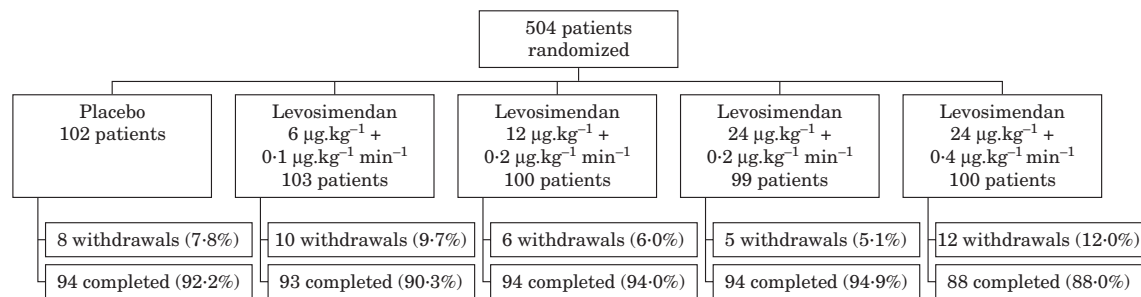 504 patients
randomized
Placebo
102 patients
Levosimendan
6 µg.kg⁻¹ +
0·1 µg.kg⁻¹ min⁻¹
103 patients
Levosimendan
12 µg.kg⁻¹ +
0·2 µg.kg⁻¹ min⁻¹
100 patients
Levosimendan
24 µg.kg⁻¹ +
0·2 µg.kg⁻¹ min⁻¹
99 patients
Levosimendan
24 µg.kg⁻¹ +
0·4 µg.kg⁻¹ min⁻¹
100 patients
8 withdrawals (7·8%)
10 withdrawals (9·7%)
6 withdrawals (6·0%)
5 withdrawals (5·1%)
12 withdrawals (12·0%)
94 completed (92·2%)
93 completed (90·3%)
94 completed (94·0%)
94 completed (94·9%)
88 completed (88·0%)